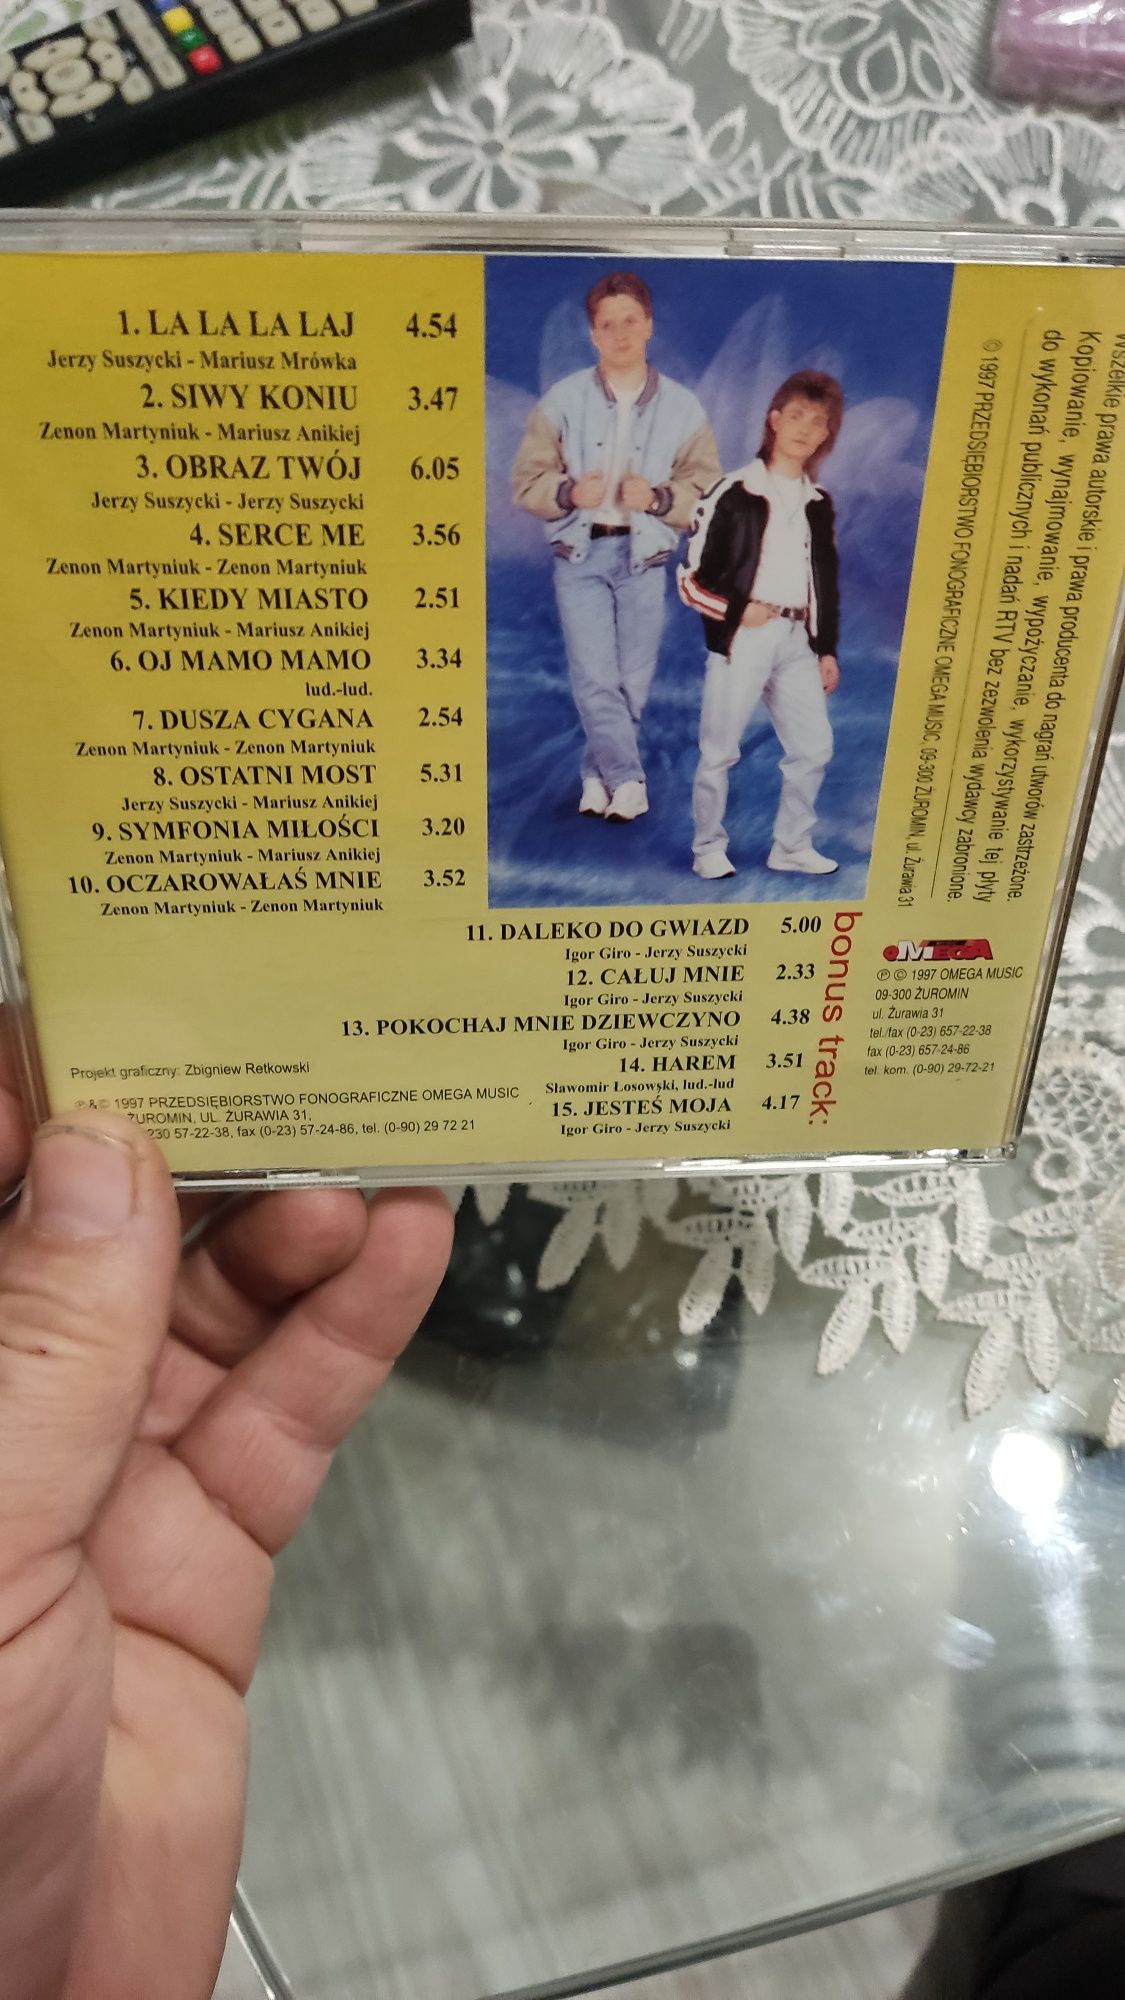 1. LA LA LA LAJ 4.54
Jerzy Suszycki - Mariusz Mrówka
2. SIWY KONIU 3.47
Zenon Martyniuk - Mariusz Anikiej
3. OBRAZ TWÓJ 6.05
Jerzy Suszycki - Jerzy Suszycki
4. SERCE ME 3.56
Zenon Martyniuk - Zenon Martyniuk
5. KIEDY MIASTO 2.51
Zenon Martyniuk - Mariusz Anikiej
6. OJ MAMO MAMO 3.34
lud.-lud.
7. DUSZA CYGANA 2.54
Zenon Martyniuk - Zenon Martyniuk
8. OSTATNI MOST 5.31
Jerzy Suszycki - Mariusz Anikiej
9. SYMFONIA MIŁOŚCI 3.20
Zenon Martyniuk - Mariusz Anikiej
10. OCZAROWAŁAŚ MNIE 3.52
Zenon Martyniuk - Zenon Martyniuk
bonus track:
11. DALEKO DO GWIAZD 5.00
Igor Giro - Jerzy Suszycki
12. CAŁUJ MNIE 2.33
Igor Giro - Jerzy Suszycki
13. POKOCHAJ MNIE DZIEWCZYNO 4.38
Igor Giro - Jerzy Suszycki
14. HAREM 3.51
Sławomir Łosowski, lud.-lud
15. JESTEŚ MOJA 4.17
Igor Giro - Jerzy Suszycki
Projekt graficzny: Zbigniew Retkowski
℗&© 1997 PRZEDSIĘBIORSTWO FONOGRAFICZNE OMEGA MUSIC
ŻUROMIN, UL. ŻURAWIA 31,
230 57-22-38, fax (0-23) 57-24-86, tel. (0-90) 29 72 21
Wszelkie prawa autorskie i prawa producenta do nagrań utworów zastrzeżone.
Kopiowanie, wynajmowanie, wypożyczanie, wykorzystywanie tej płyty
do wykonań publicznych i nadań RTV bez zezwolenia wydawcy zabronione.
© 1997 PRZEDSIĘBIORSTWO FONOGRAFICZNE OMEGA MUSIC, 09-300 ŻUROMIN, ul. Żurawia 31
OMEGA
℗ © 1997 OMEGA MUSIC
09-300 ŻUROMIN
ul. Żurawia 31
tel./fax (0-23) 657-22-38
fax (0-23) 657-24-86
tel. kom. (0-90) 29-72-21